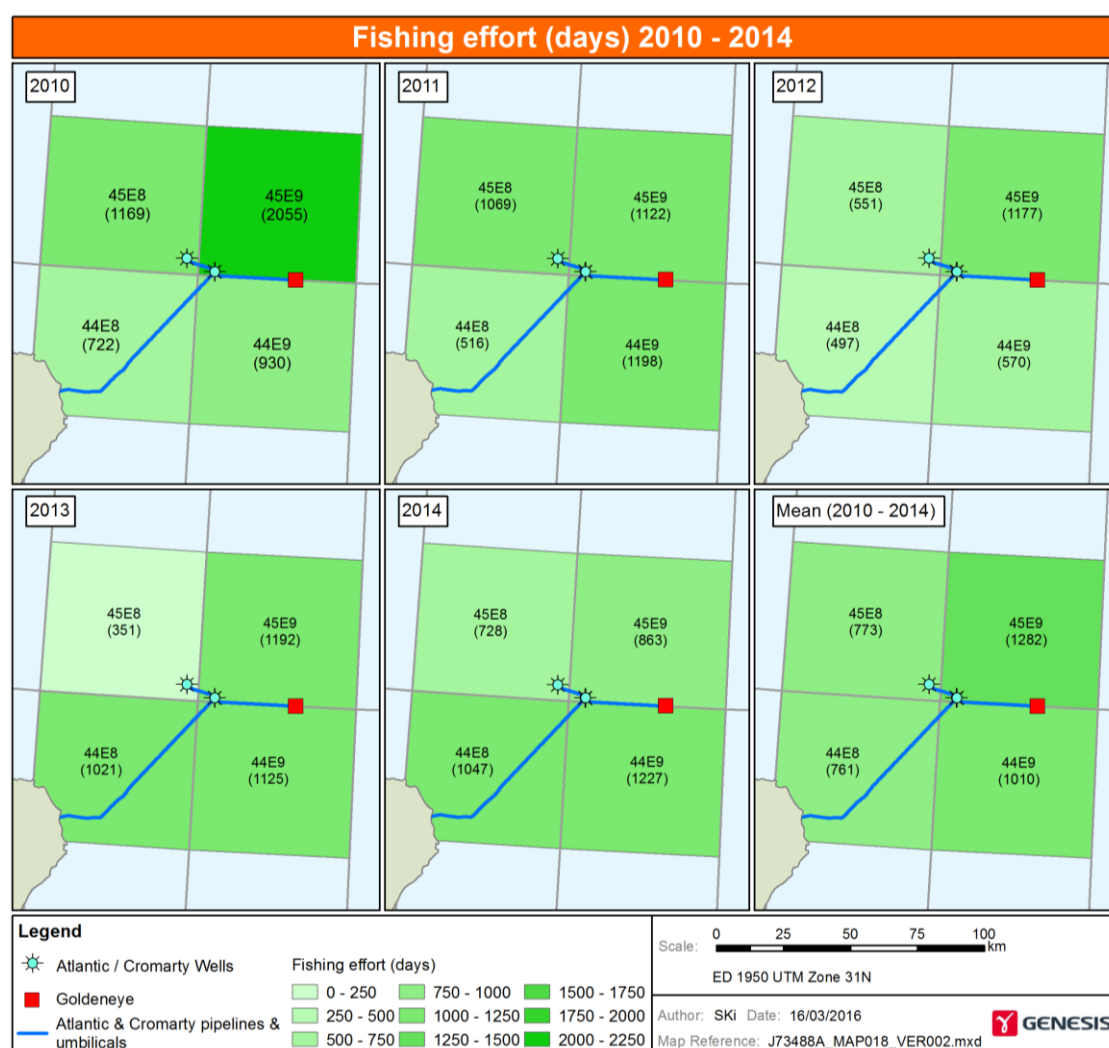 Fishing effort (days) 2010 - 2014
2010
45E8
(1169)
45E9
(2055)
44E8
(722)
44E9
(930)
2011
45E8
(1069)
45E9
(1122)
44E8
(516)
44E9
(1198)
2012
45E8
(551)
45E9
(1177)
44E8
(497)
44E9
(570)
2013
45E8
(351)
45E9
(1192)
44E8
(1021)
44E9
(1125)
2014
45E8
(728)
45E9
(863)
44E8
(1047)
44E9
(1227)
Mean (2010 - 2014)
45E8
(773)
45E9
(1282)
44E8
(761)
44E9
(1010)
Legend
Atlantic / Cromarty Wells
Goldeneye
Atlantic & Cromarty pipelines &
umbilicals
Fishing effort (days)
0 - 250
250 - 500
500 - 750
750 - 1000
1000 - 1250
1250 - 1500
1500 - 1750
1750 - 2000
2000 - 2250
Scale:
0 25 50 75 100
km
ED 1950 UTM Zone 31N
Author: SKi Date: 16/03/2016
Map Reference: J73488A_MAP018_VER002.mxd
GENESIS